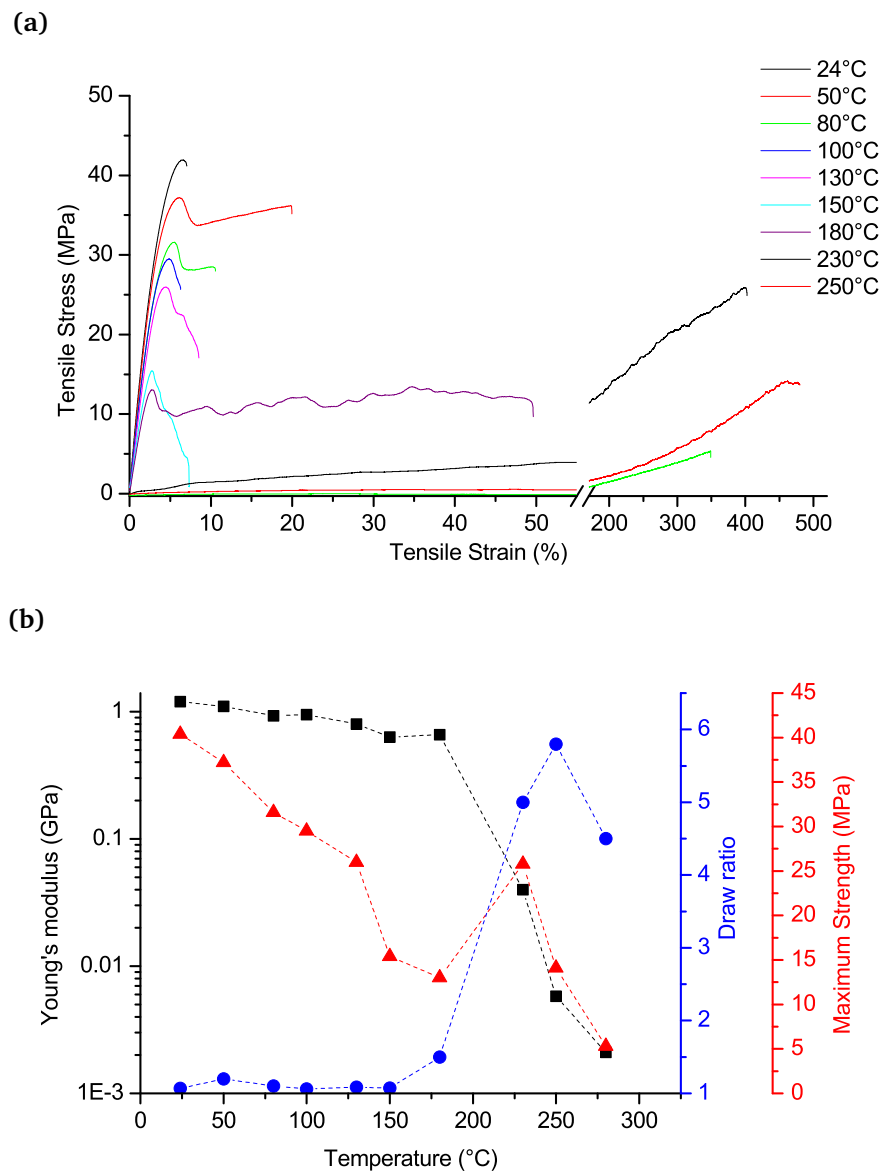 (a)
24°C
50°C
80°C
100°C
130°C
150°C
180°C
230°C
250°C
50
40
30
20
10
0
Tensile Stress (MPa)
0 10 20 30 40 50 200 300 400 500
Tensile Strain (%)
(b)
1
0.1
0.01
1E-3
Young's modulus (GPa)
6
5
4
3
2
1
Draw ratio
45
40
35
30
25
20
15
10
5
0
Maximum Strength (MPa)
0 50 100 150 200 250 300
Temperature (°C)